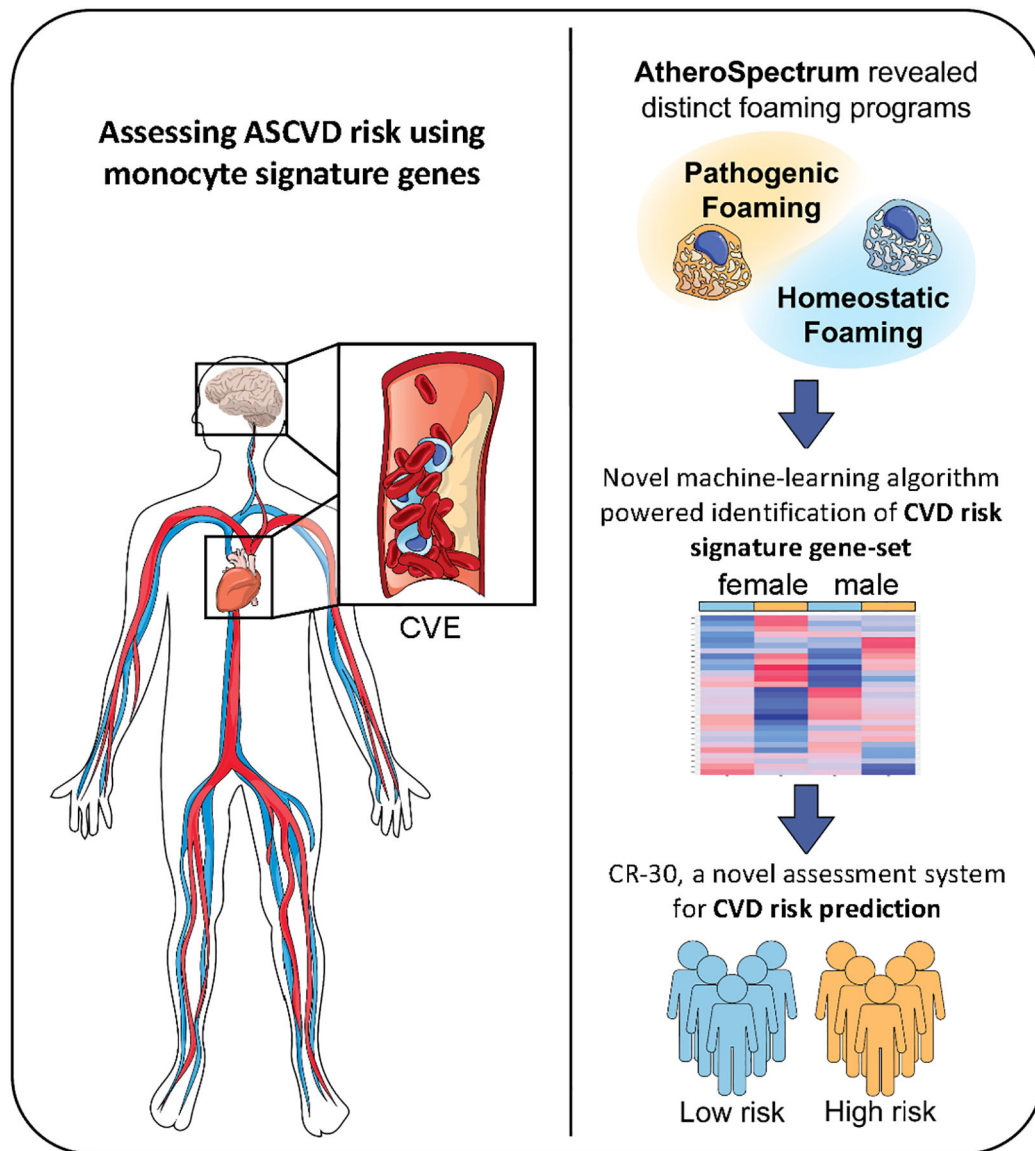 Assessing ASCVD risk using
monocyte signature genes
CVE
AtheroSpectrum revealed
distinct foaming programs
Pathogenic
Foaming
Homeostatic
Foaming
Novel machine-learning algorithm
powered identification of CVD risk
signature gene-set
female male
CR-30, a novel assessment system
for CVD risk prediction
Low risk High risk